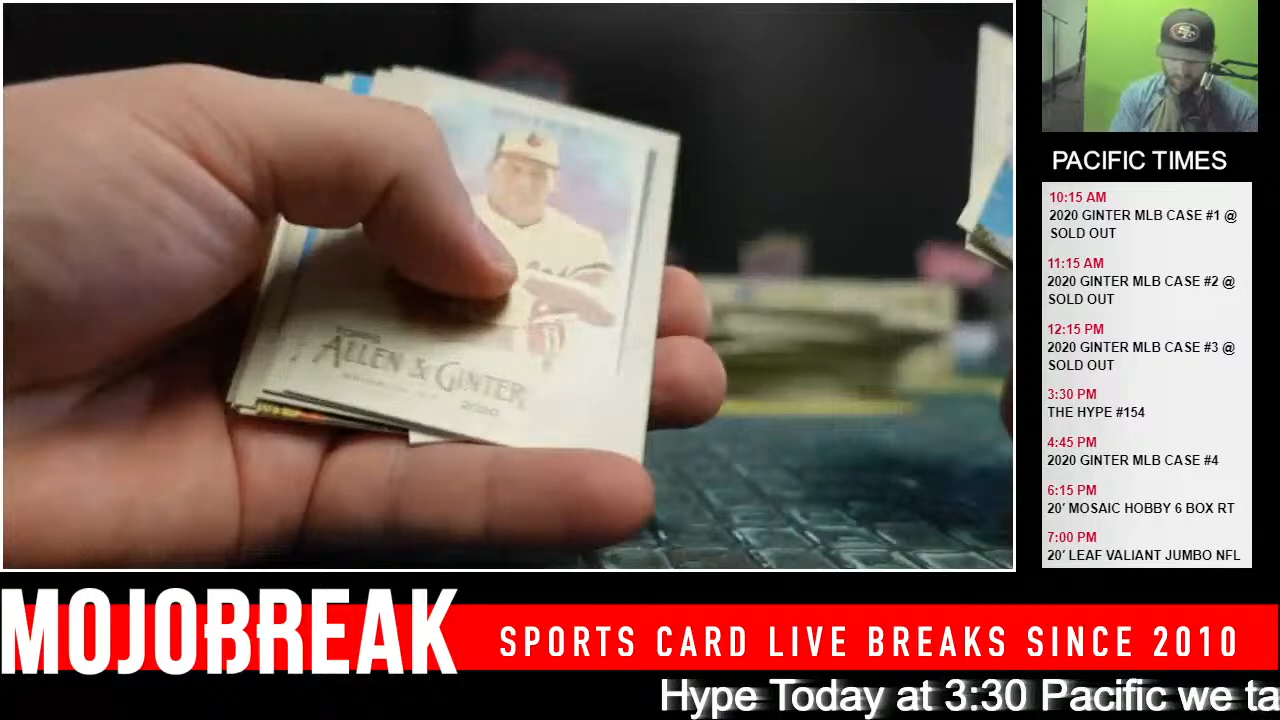 TOPPS
ALLEN & GINTER
2020
PACIFIC TIMES
10:15 AM
2020 GINTER MLB CASE #1 @
SOLD OUT
11:15 AM
2020 GINTER MLB CASE #2 @
SOLD OUT
12:15 PM
2020 GINTER MLB CASE #3 @
SOLD OUT
3:30 PM
THE HYPE #154
4:45 PM
2020 GINTER MLB CASE #4
6:15 PM
20' MOSAIC HOBBY 6 BOX RT
7:00 PM
20' LEAF VALIANT JUMBO NFL
MOJOBREAK
SPORTS CARD LIVE BREAKS SINCE 2010
Hype Today at 3:30 Pacific we ta